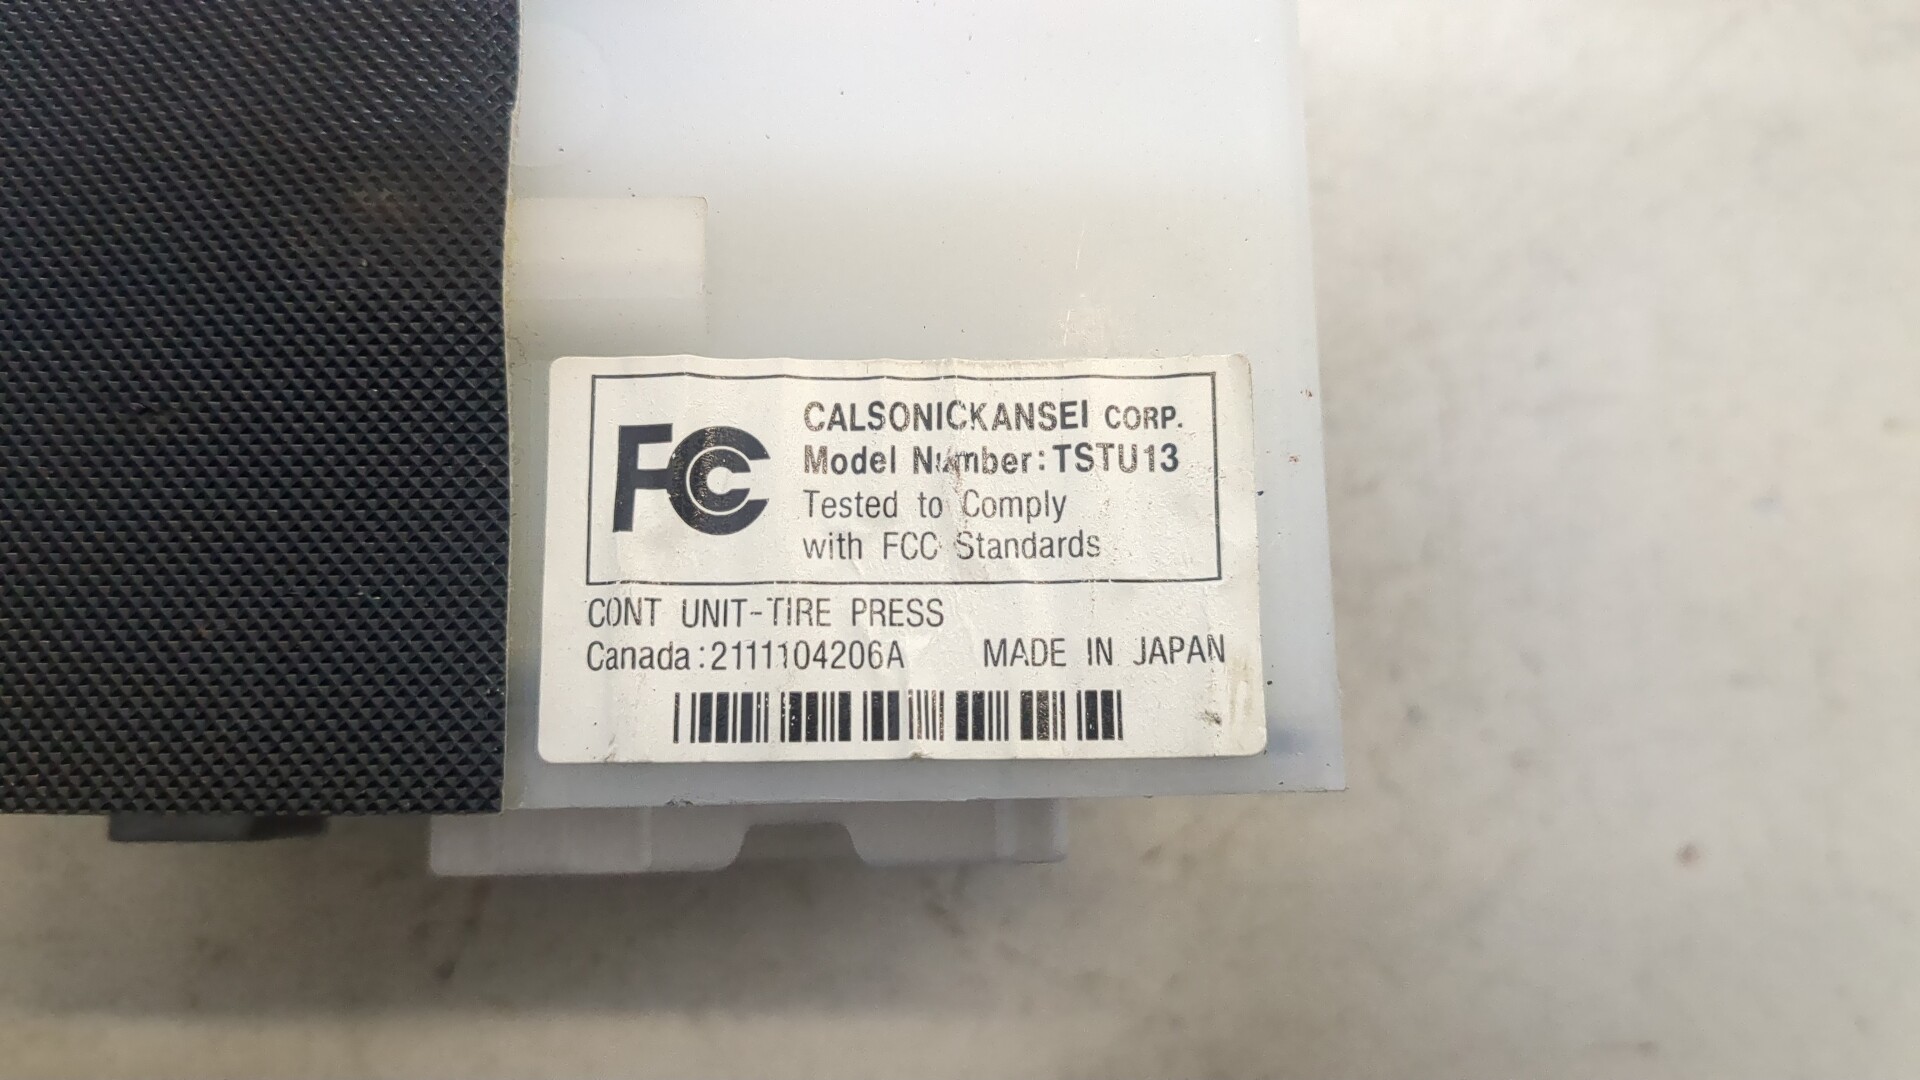 FC
CALSONICKANSEI CORP.
Model Number:TSTU13
Tested to Comply
with FCC Standards
CONT UNIT-TIRE PRESS
Canada:2111104206A MADE IN JAPAN